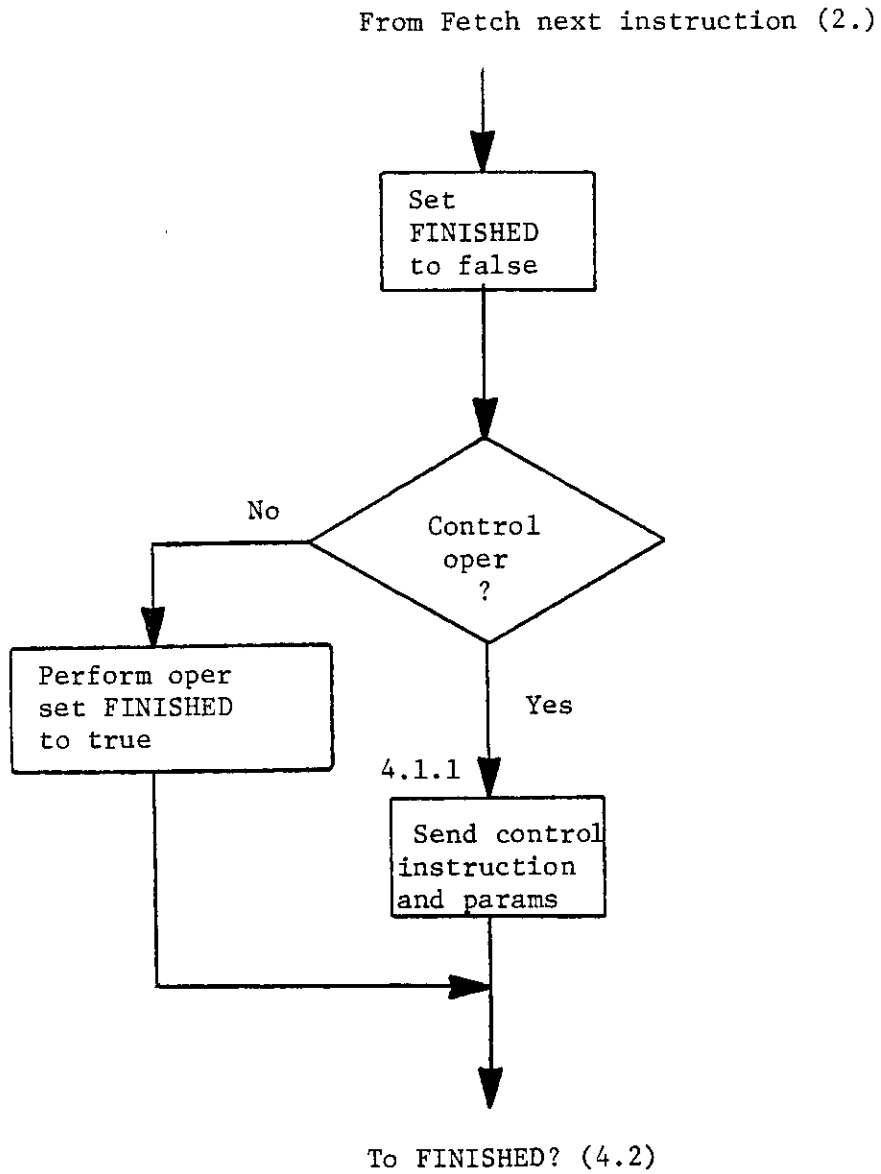 From Fetch next instruction (2.)
Set
FINISHED
to false
No
Control
oper
?
Perform oper
set FINISHED
to true
Yes
4.1.1
Send control
instruction
and params
To FINISHED? (4.2)